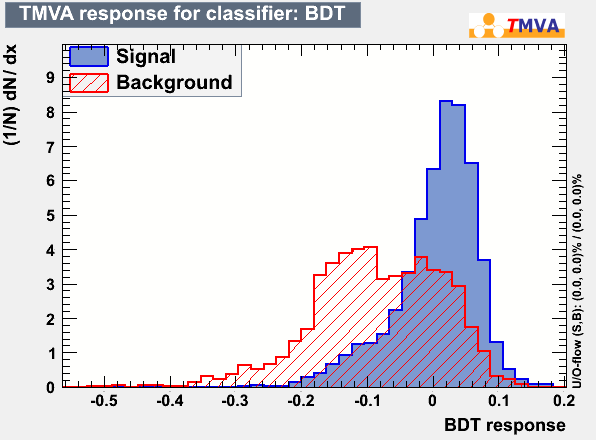 TMVA response for classifier: BDT
TMVA
Signal
Background
(1/N) dN / dx
9
8
7
6
5
4
3
2
1
0
-0.5 -0.4 -0.3 -0.2 -0.1 0 0.1 0.2
BDT response
U/O-flow (S,B): (0.0, 0.0)% / (0.0, 0.0)%